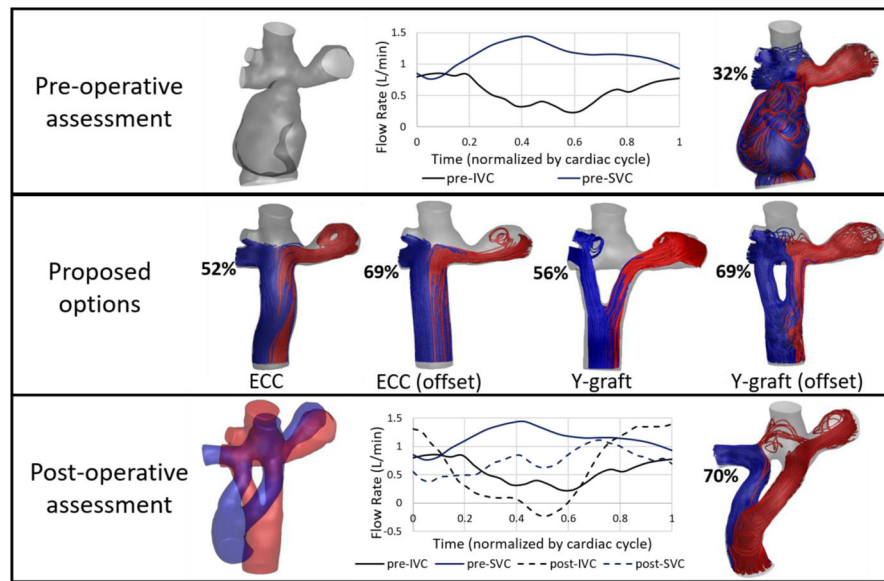 Pre-operative
assessment
Flow Rate (L/min)
1.5
1
0.5
0
0 0.2 0.4 0.6 0.8 1
Time (normalized by cardiac cycle)
pre-IVC pre-SVC
32%
Proposed
options
52%
69%
56%
69%
ECC
ECC (offset)
Y-graft
Y-graft (offset)
Post-operative
assessment
Flow Rate (L/min)
1.5
1
0.5
0
-0.5
0 0.2 0.4 0.6 0.8 1
Time (normalized by cardiac cycle)
pre-IVC pre-SVC post-IVC post-SVC
70%